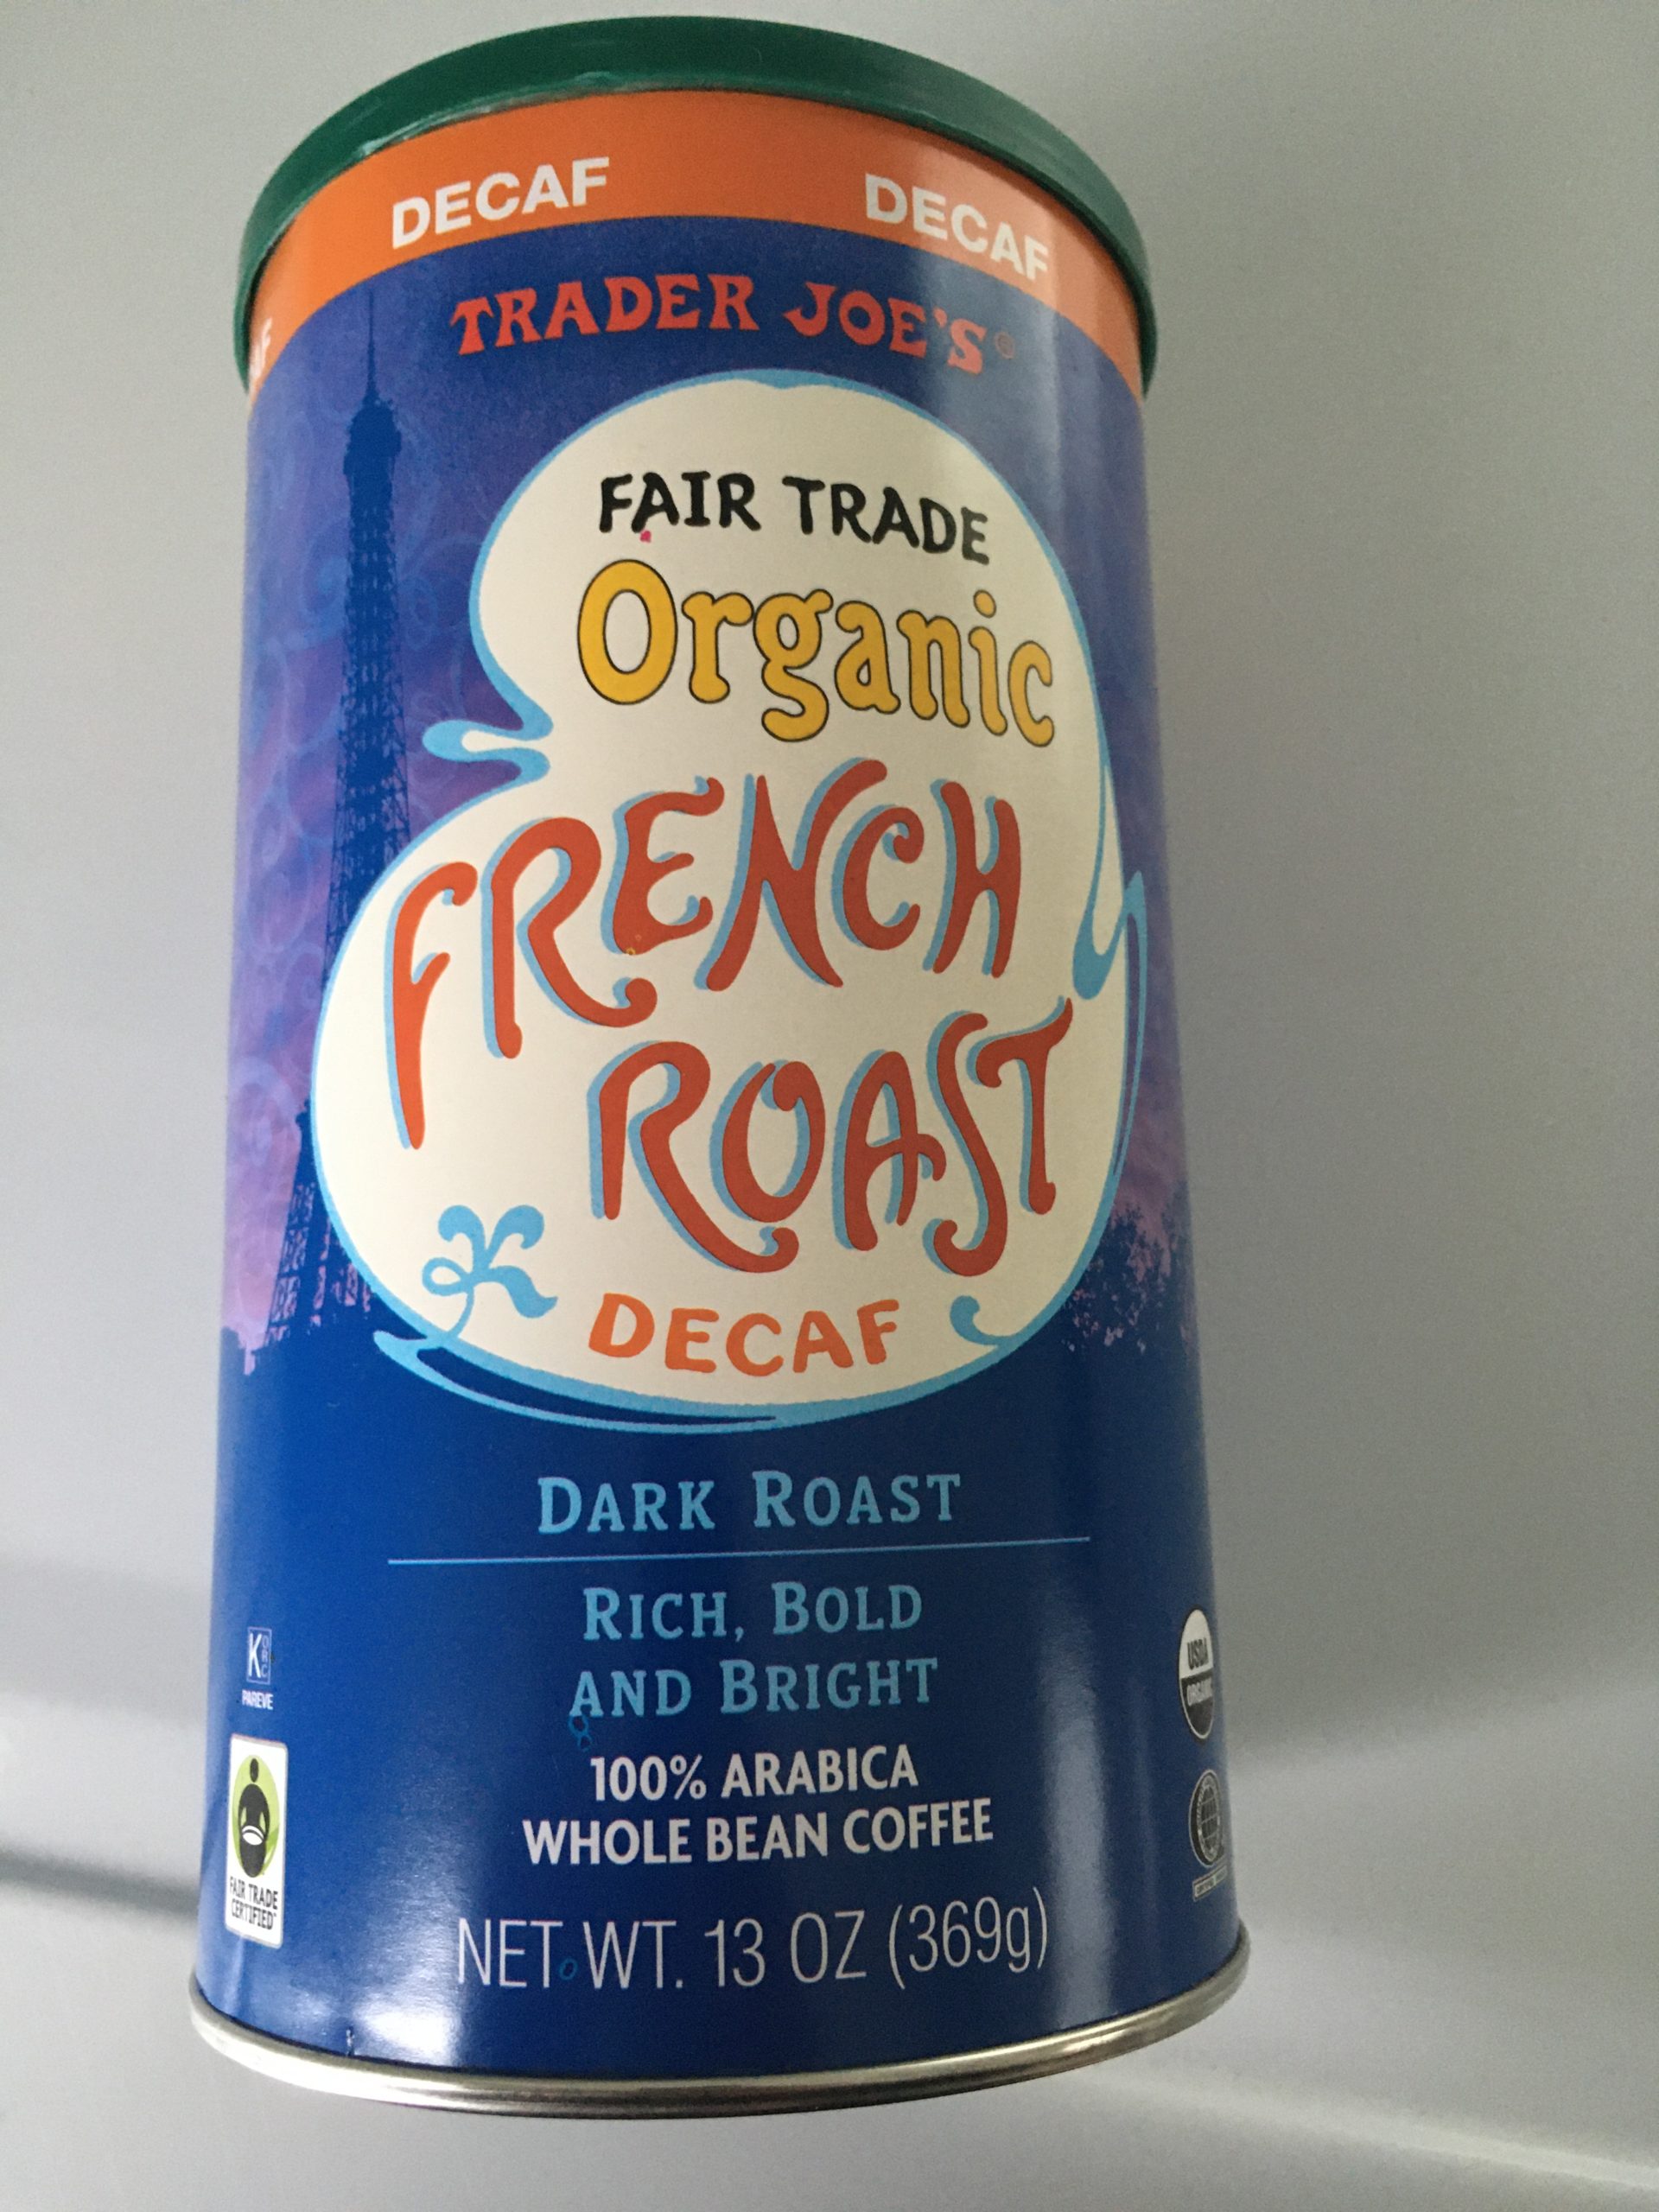 DECAF DECAF
TRADER JOE'S®
FAIR TRADE
Organic
FRENCH
ROAST
DECAF
DARK ROAST
RICH, BOLD
AND BRIGHT
100% ARABICA
WHOLE BEAN COFFEE
NET WT. 13 OZ (369g)
K
PAREVE
FAIR TRADE
CERTIFIED
USDA
ORGANIC